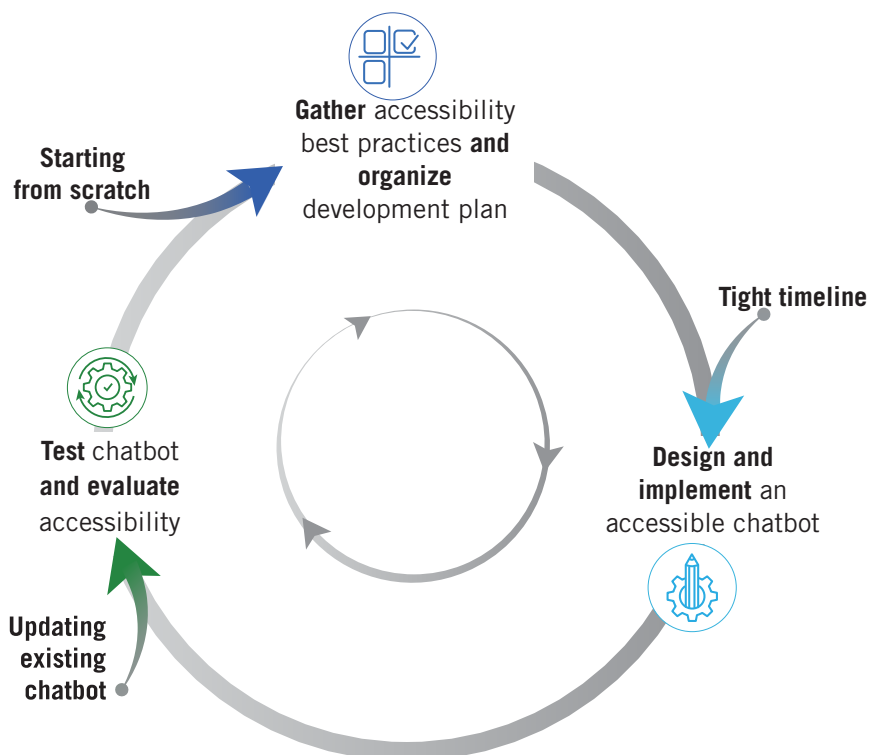 Gather accessibility
best practices and
organize
development plan
Starting
from scratch
Tight timeline
Design and
implement an
accessible chatbot
Test chatbot
and evaluate
accessibility
Updating
existing
chatbot